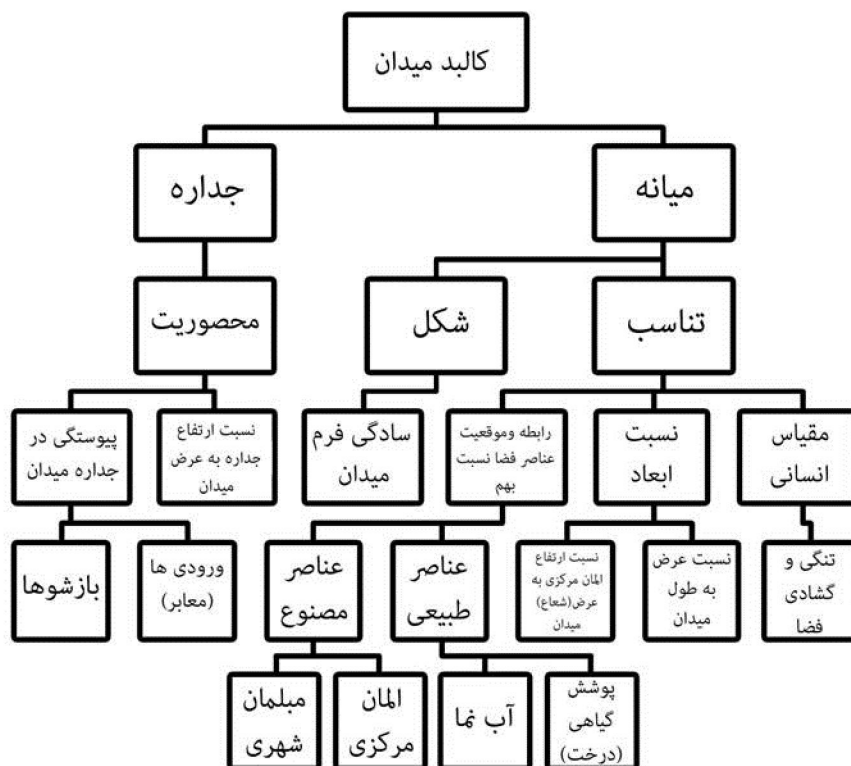 کالبد میدان
میانه
جداره
تناسب
شکل
محصوریت
مقیاس
انسانی
نسبت
ابعاد
رابطه وموقعیت
عناصر فضا نسبت
بهم
سادگی فرم
میدان
نسبت ارتفاع
جداره به عرض
میدان
پیوستگی در
جداره میدان
تنگی و
گشادی
فضا
نسبت عرض
به طول
میدان
نسبت ارتفاع
المان مرکزی به
عرض(شعاع)
میدان
عناصر
طبیعی
عناصر
مصنوع
ورودی ها
(معابر)
بازشوها
پوشش
گیاهی
(درخت)
آب نما
المان
مرکزی
مبلمان
شهری